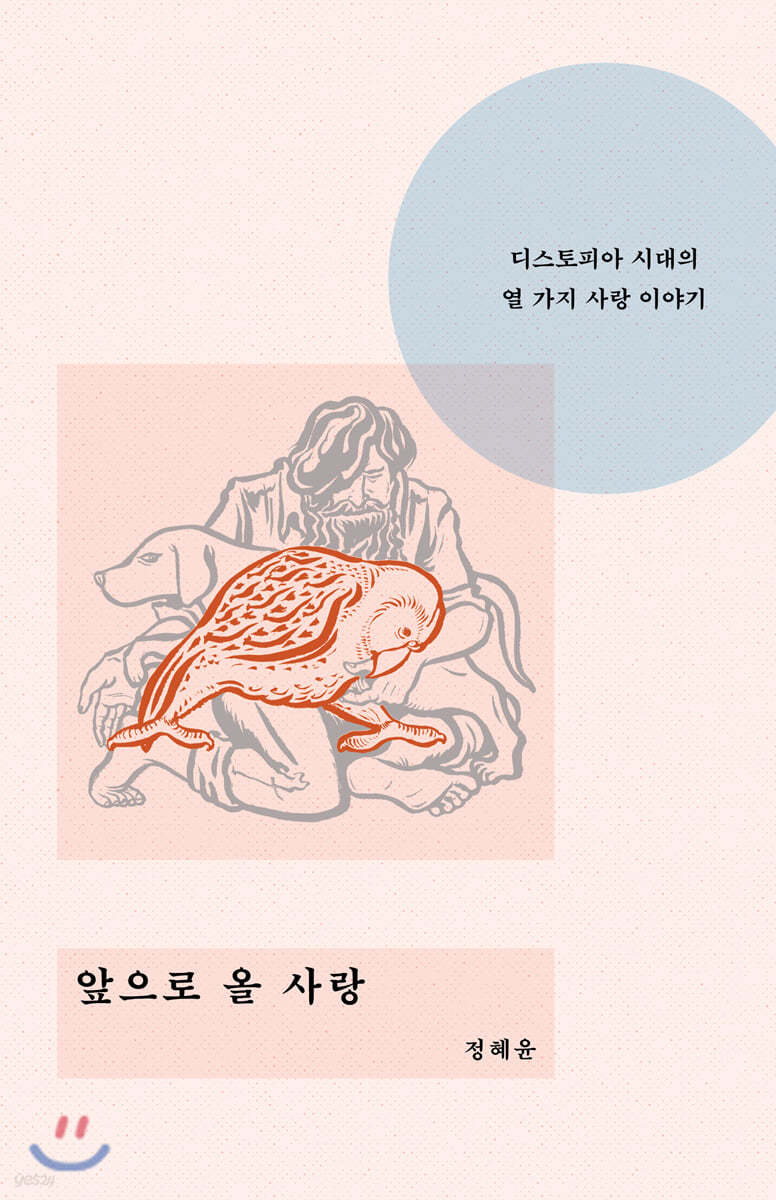 디스토피아 시대의
열 가지 사랑 이야기
앞으로 올 사랑
정혜윤
yes24